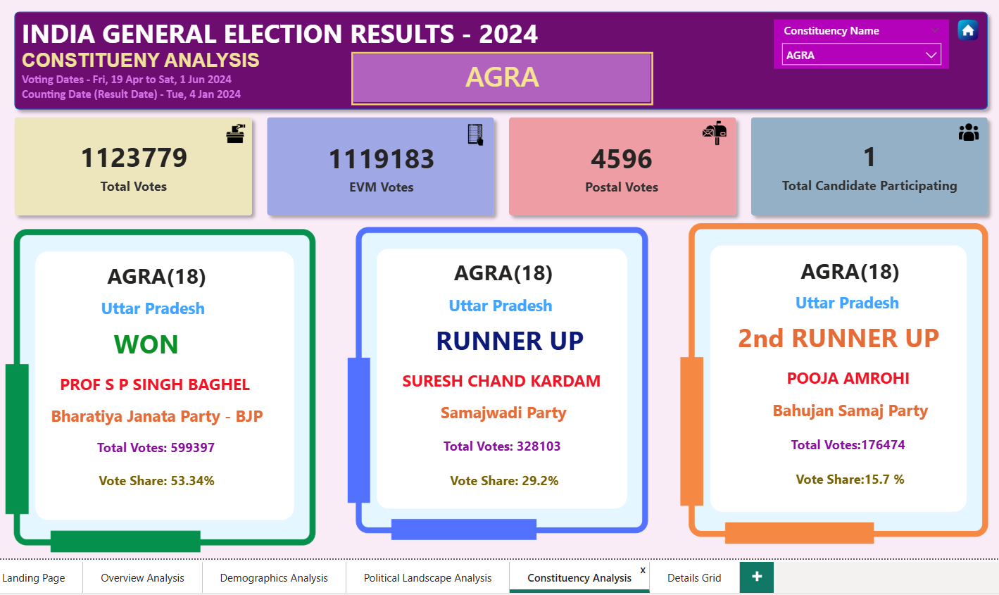 INDIA GENERAL ELECTION RESULTS - 2024
CONSTITUENY ANALYSIS
Voting Dates - Fri, 19 Apr to Sat, 1 Jun 2024
Counting Date (Result Date) - Tue, 4 Jan 2024
AGRA
Constituency Name
AGRA
1123779
Total Votes
1119183
EVM Votes
4596
Postal Votes
1
Total Candidate Participating
AGRA(18)
Uttar Pradesh
WON
PROF S P SINGH BAGHEL
Bharatiya Janata Party - BJP
Total Votes: 599397
Vote Share: 53.34%
AGRA(18)
Uttar Pradesh
RUNNER UP
SURESH CHAND KARDAM
Samajwadi Party
Total Votes: 328103
Vote Share: 29.2%
AGRA(18)
Uttar Pradesh
2nd RUNNER UP
POOJA AMROHI
Bahujan Samaj Party
Total Votes:176474
Vote Share:15.7 %
Landing Page
Overview Analysis
Demographics Analysis
Political Landscape Analysis
Constituency Analysis
x
Details Grid
+